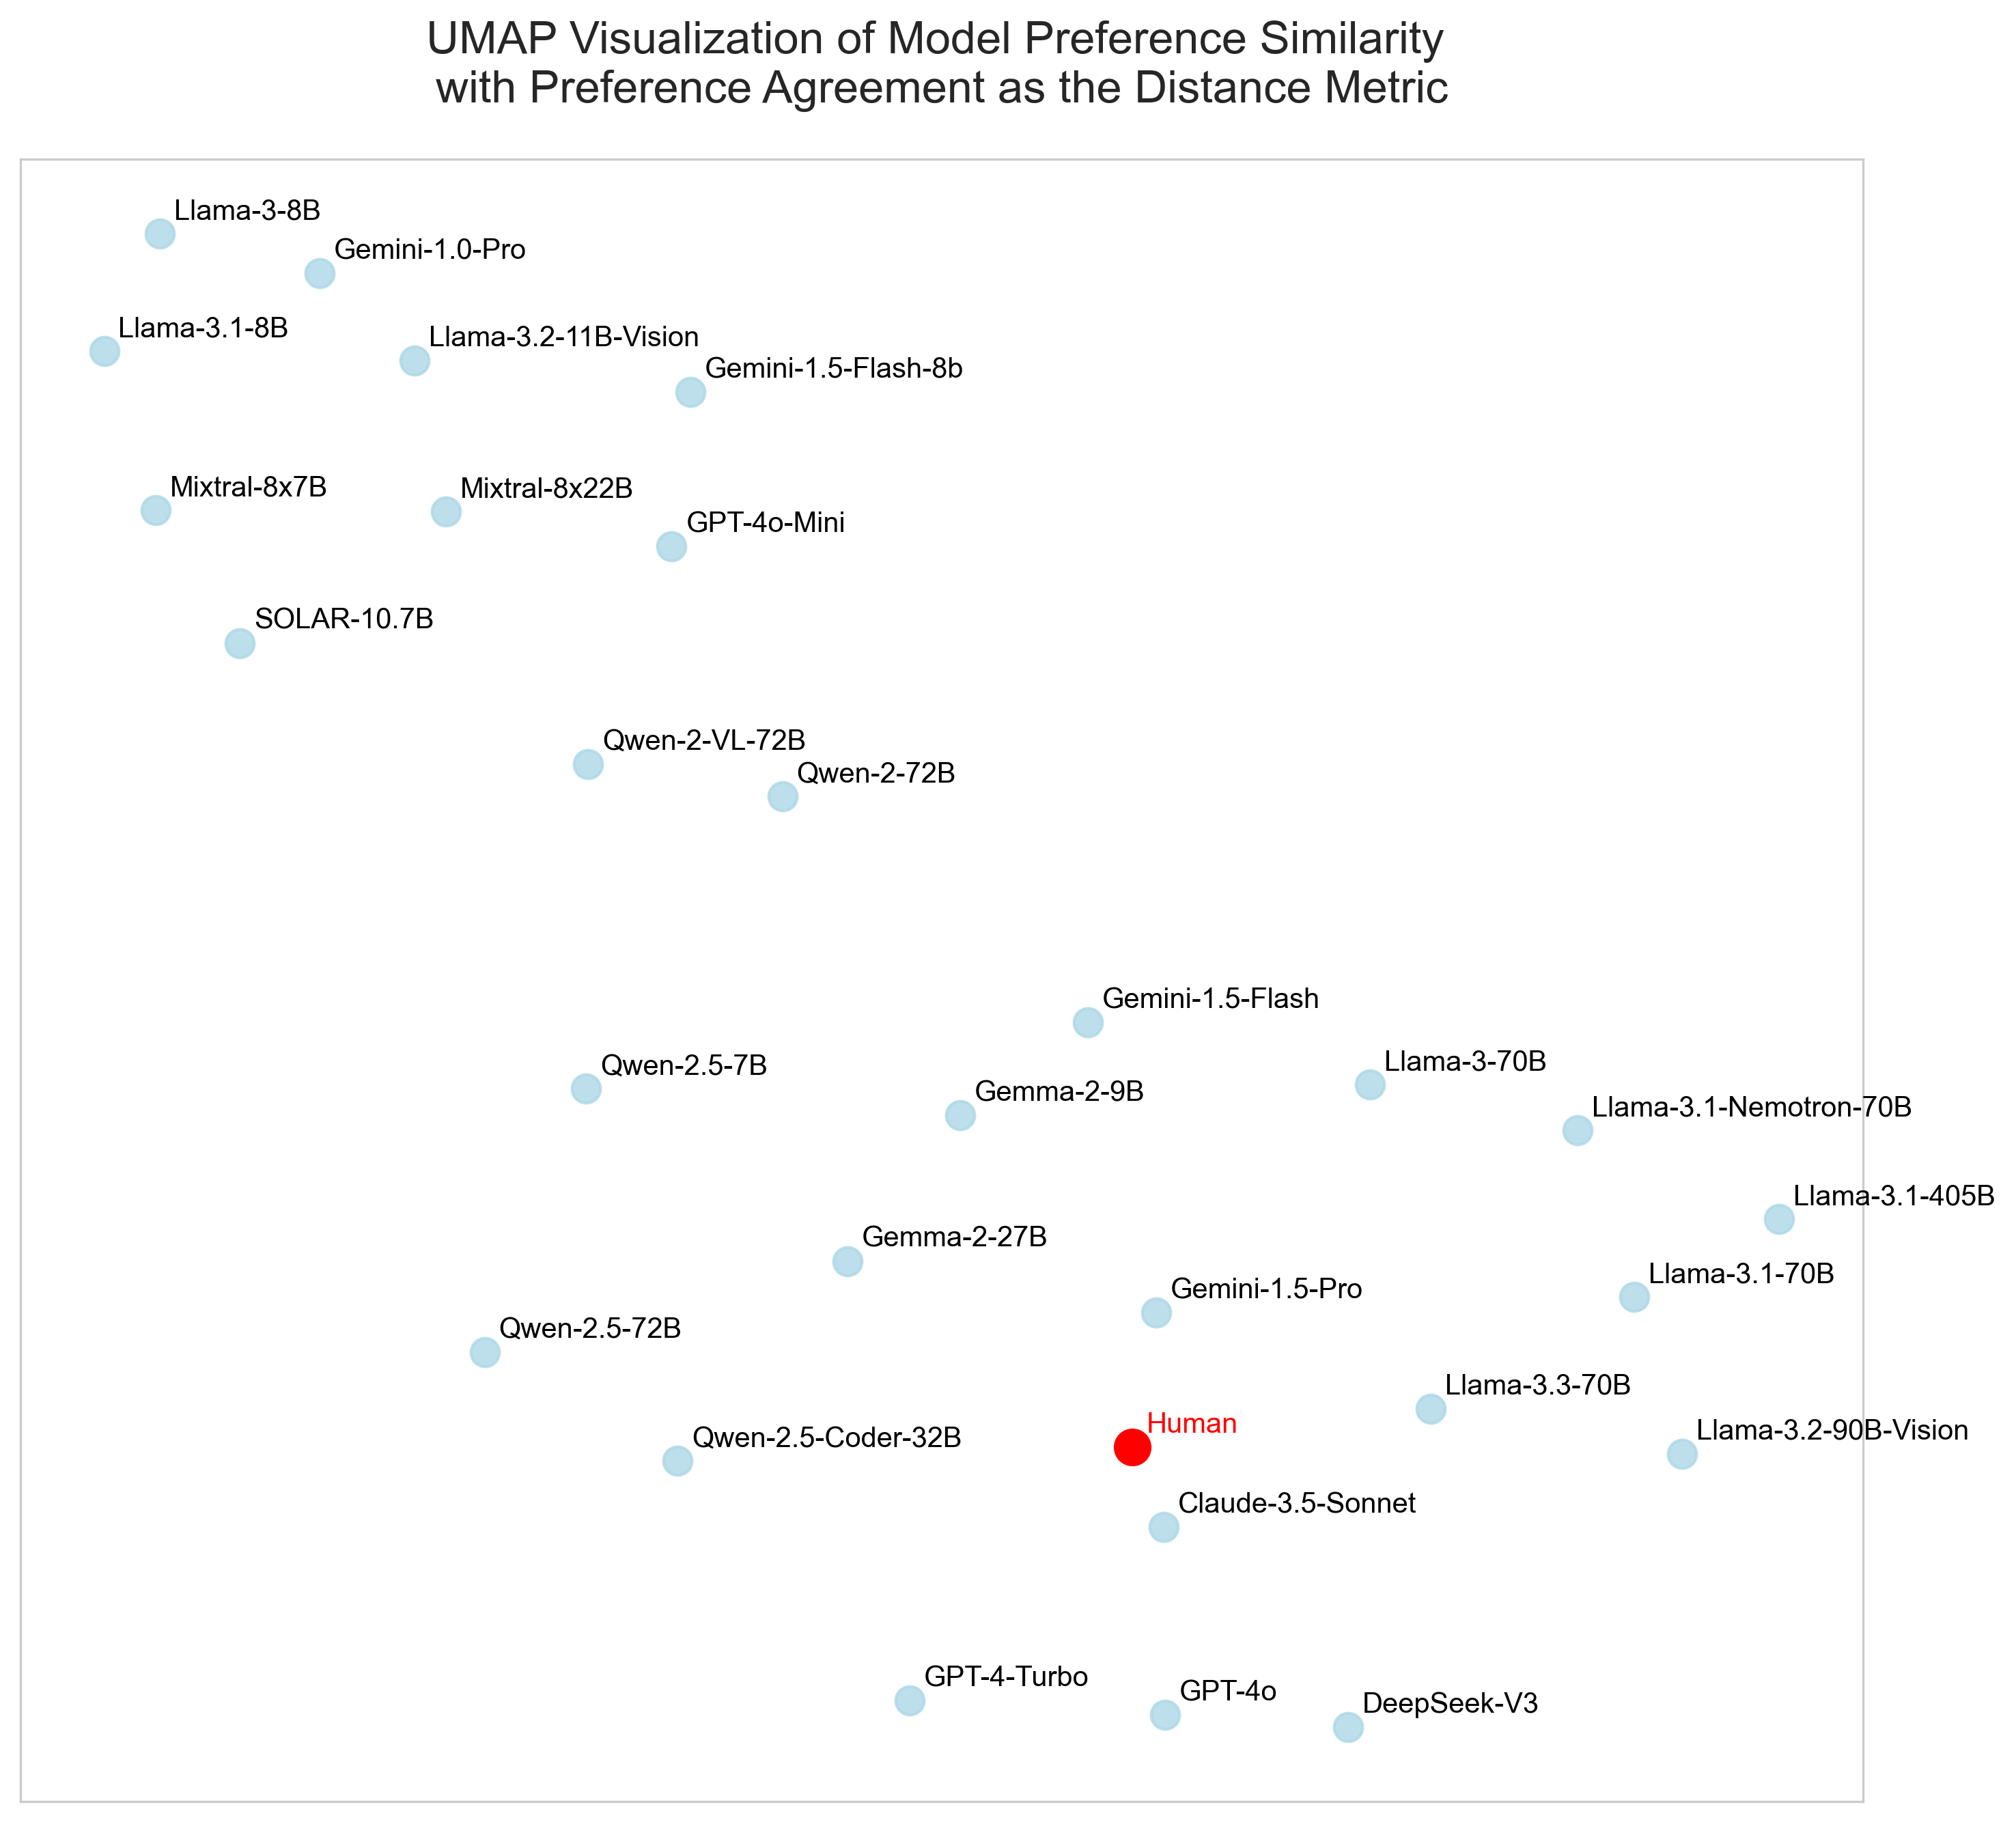 UMAP Visualization of Model Preference Similarity
with Preference Agreement as the Distance Metric
Llama-3-8B
Gemini-1.0-Pro
Llama-3.1-8B
Llama-3.2-11B-Vision
Gemini-1.5-Flash-8b
Mixtral-8x7B
Mixtral-8x22B
GPT-4o-Mini
SOLAR-10.7B
Qwen-2-VL-72B
Qwen-2-72B
Gemini-1.5-Flash
Qwen-2.5-7B
Llama-3-70B
Gemma-2-9B
Llama-3.1-Nemotron-70B
Llama-3.1-405B
Gemma-2-27B
Llama-3.1-70B
Gemini-1.5-Pro
Qwen-2.5-72B
Llama-3.3-70B
Human
Llama-3.2-90B-Vision
Qwen-2.5-Coder-32B
Claude-3.5-Sonnet
GPT-4-Turbo
GPT-4o
DeepSeek-V3